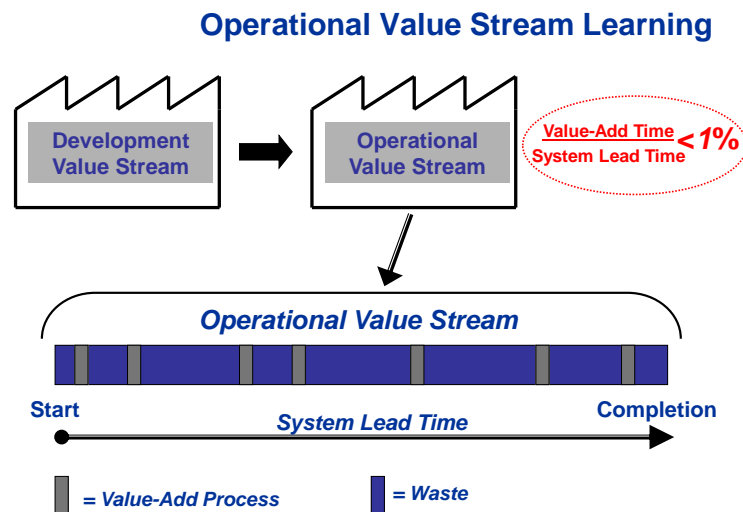 Operational Value Stream Learning
Development
Value Stream
Operational
Value Stream
Value-Add Time
System Lead Time
<1%
Operational Value Stream
Start
Completion
System Lead Time
= Value-Add Process
= Waste